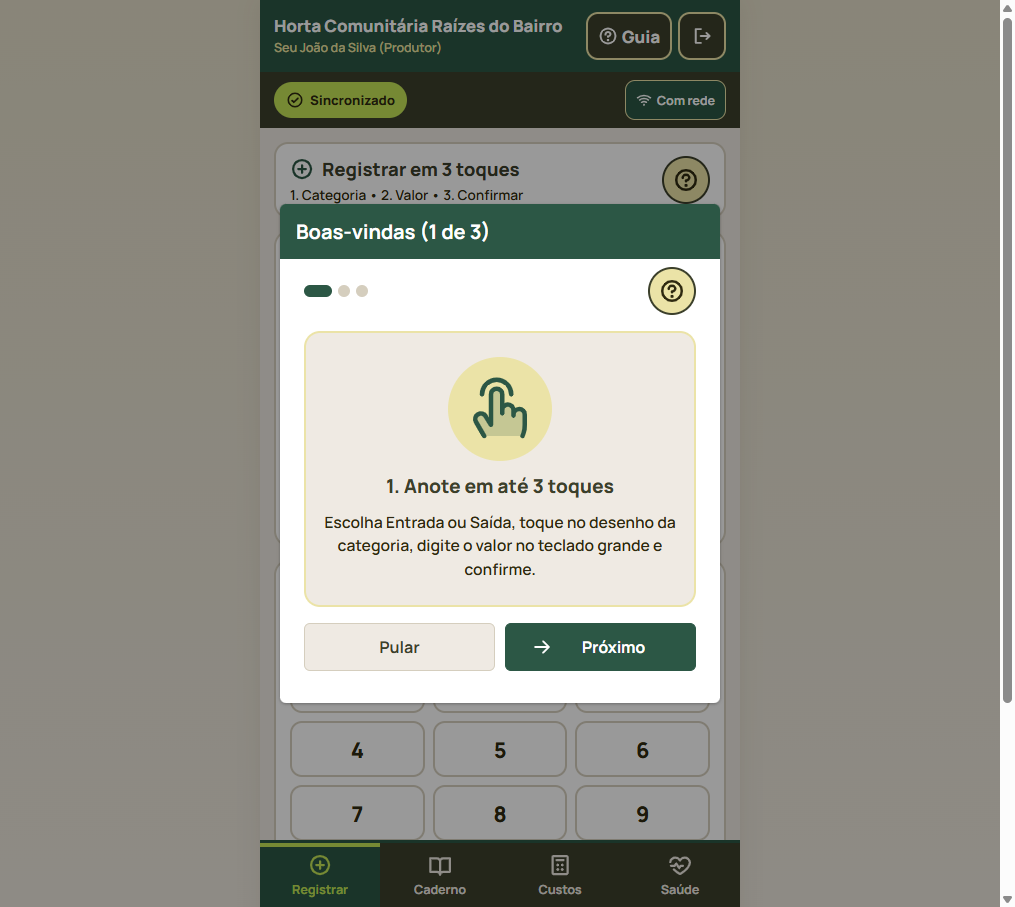 Horta Comunitária Raízes do Bairro
Seu João da Silva (Produtor)
Guia
Sincronizado
Com rede
Registrar em 3 toques
1. Categoria • 2. Valor • 3. Confirmar
Boas-vindas (1 de 3)
1. Anote em até 3 toques
Escolha Entrada ou Saída, toque no desenho da
categoria, digite o valor no teclado grande e
confirme.
Pular
Próximo
4
5
6
7
8
9
Registrar
Caderno
Custos
Saúde